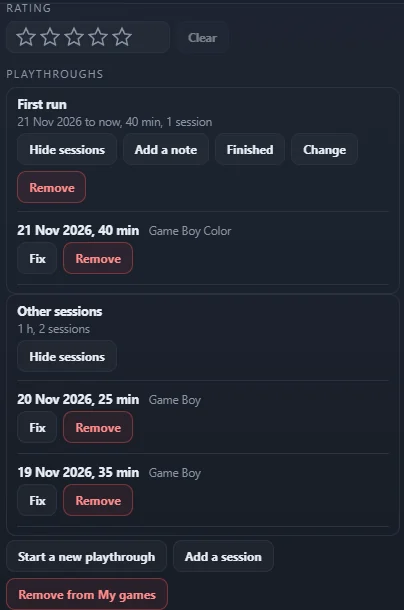 RATING
Clear
PLAYTHROUGHS
First run
21 Nov 2026 to now, 40 min, 1 session
Hide sessions Add a note Finished Change
Remove
21 Nov 2026, 40 min Game Boy Color
Fix Remove
Other sessions
1 h, 2 sessions
Hide sessions
20 Nov 2026, 25 min Game Boy
Fix Remove
19 Nov 2026, 35 min Game Boy
Fix Remove
Start a new playthrough Add a session
Remove from My games